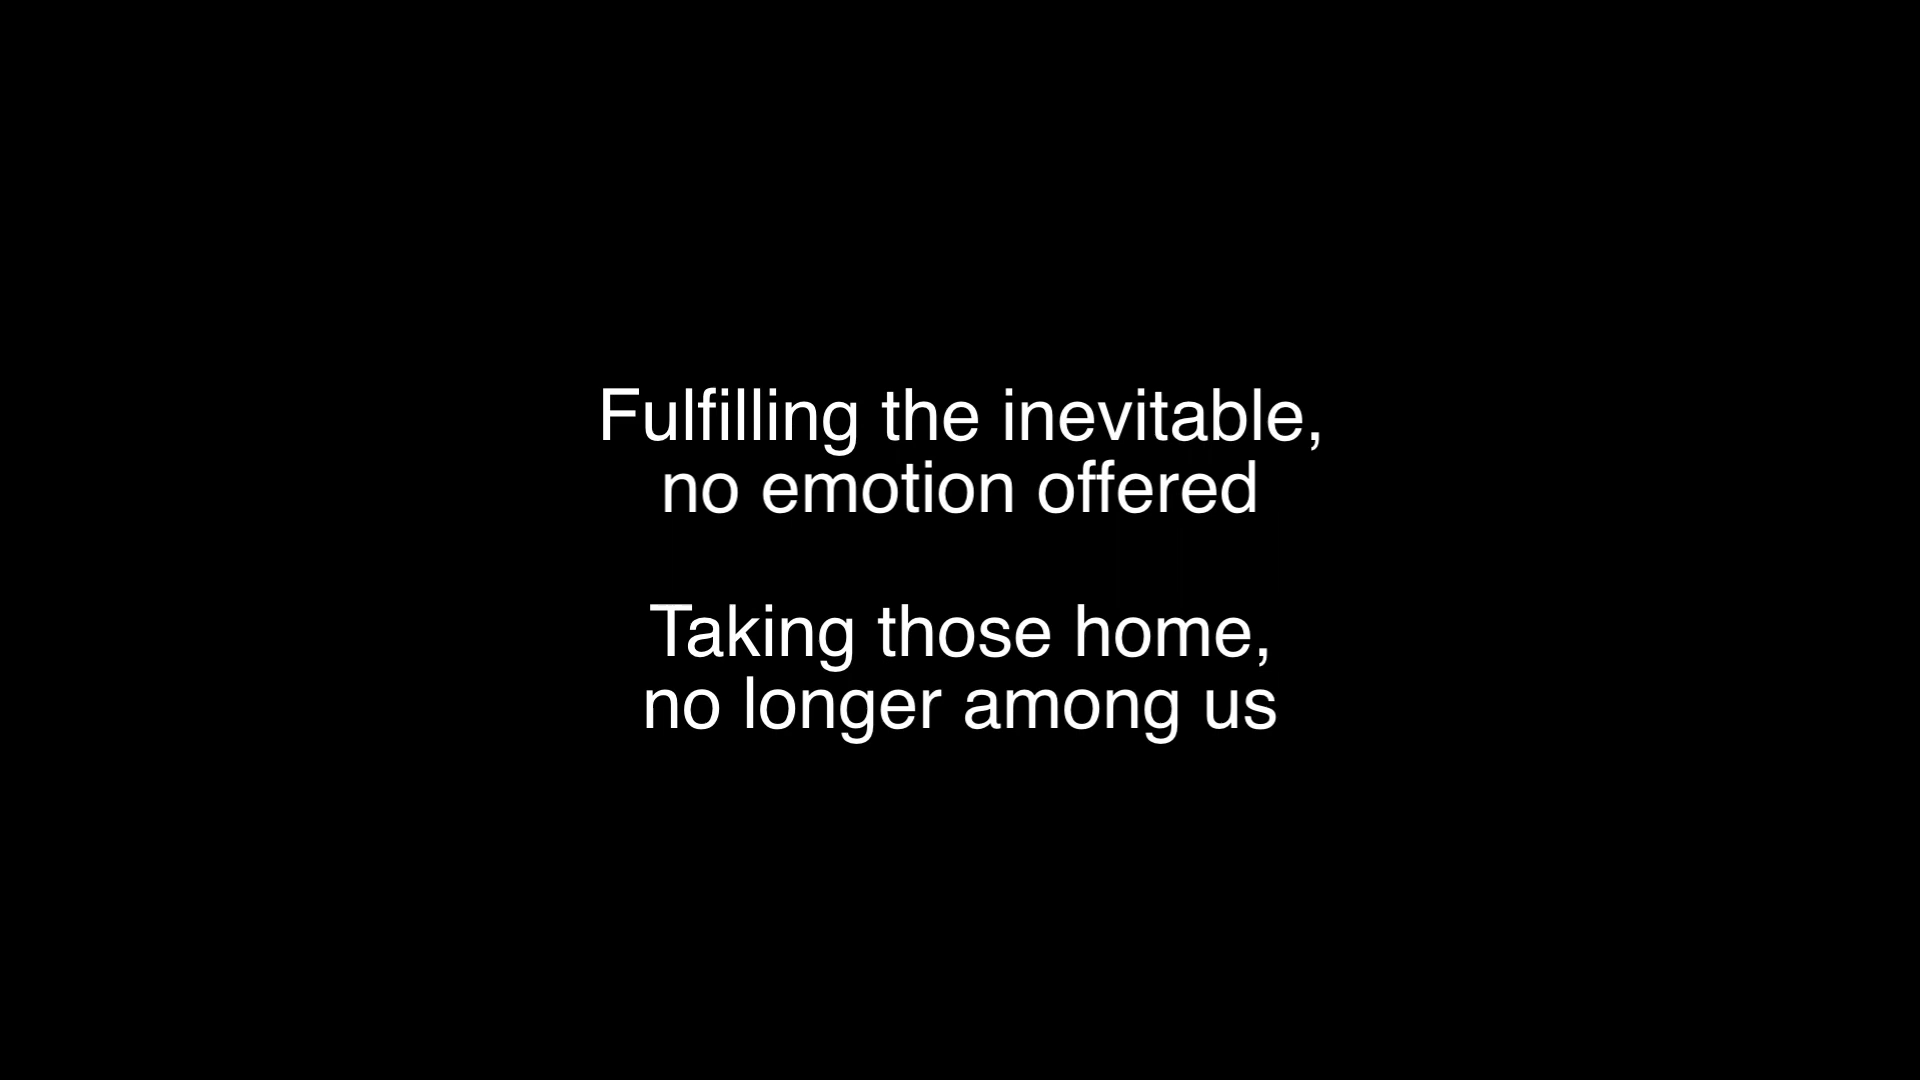 Fulfilling the inevitable,
no emotion offered
Taking those home,
no longer among us